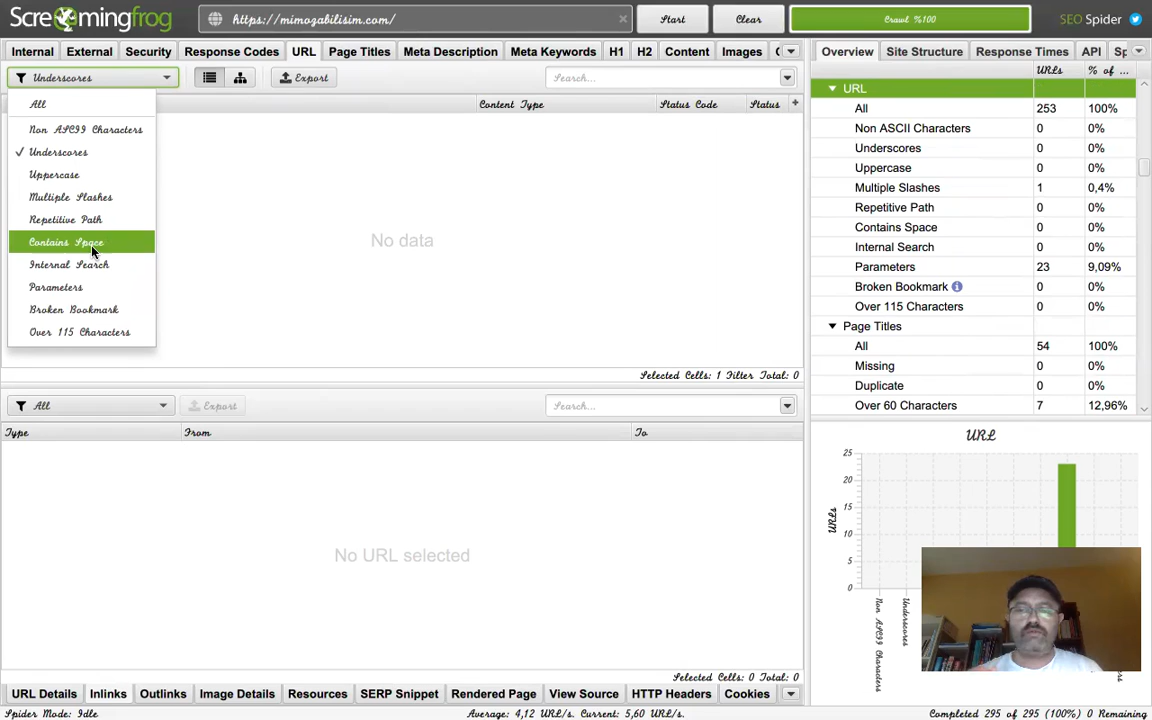 Screamingfrog
https://mimogabilisim.com/
Start
Clear
Crawl %100
SEO Spider
Internal External Security Response Codes URL Page Titles Meta Description Meta Keywords H1 H2 Content Images
Overview Site Structure Response Times API Sp
Underscores
Export
Search...
URLs % of ...
Content Type Status Code Status +
All
Non ASCII Characters
Underscores
Uppercase
Multiple Slashes
Repetitive Path
Contains Space
Internal Search
Parameters
Broken Bookmark
Over 115 Characters
No data
Selected Cells: 1 Filter Total: 0
All
Export
Search...
Type From To
No URL selected
Selected Cells: 0 Total: 0
URL Details Inlinks Outlinks Image Details Resources SERP Snippet Rendered Page View Source HTTP Headers Cookies
Spider Mode: Idle
Average: 4,12 URL/s. Current: 5,60 URL/s.
Completed 295 of 295 (100%) 0 Remaining
URL
All 253 100%
Non ASCII Characters 0 0%
Underscores 0 0%
Uppercase 0 0%
Multiple Slashes 1 0,4%
Repetitive Path 0 0%
Contains Space 0 0%
Internal Search 0 0%
Parameters 23 9,09%
Broken Bookmark 0 0%
Over 115 Characters 0 0%
Page Titles
All 54 100%
Missing 0 0%
Duplicate 0 0%
Over 60 Characters 7 12,96%
URL
URLs
25
20
15
10
5
0
Non ASCII Characters
Underscores